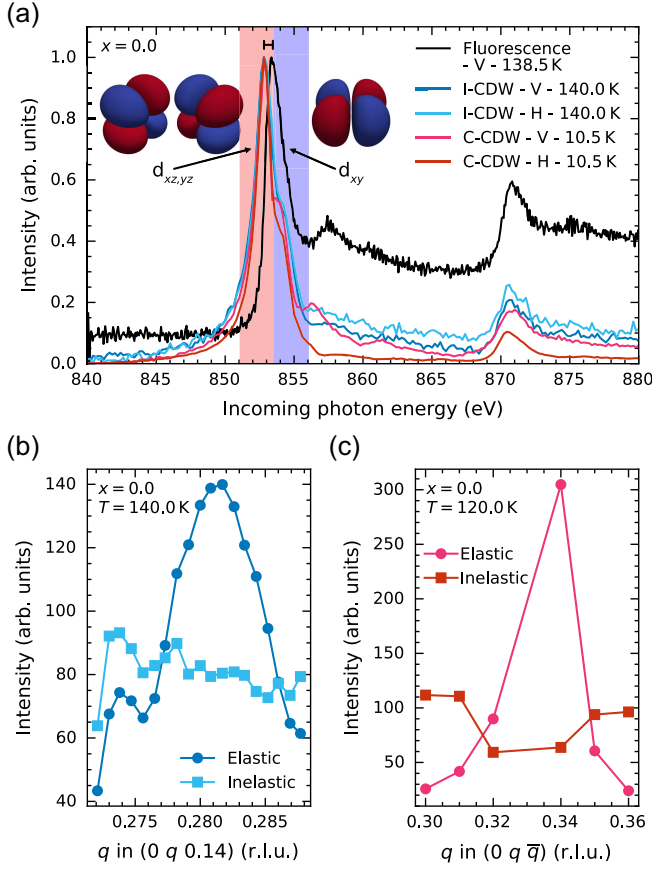 (a)
x = 0.0
Fluorescence
- V - 138.5 K
I-CDW - V - 140.0 K
I-CDW - H - 140.0 K
C-CDW - V - 10.5 K
C-CDW - H - 10.5 K
d_{xz,yz}
d_{xy}
Intensity (arb. units)
1.0
0.8
0.6
0.4
0.2
0.0
840 845 850 855 860 865 870 875 880
Incoming photon energy (eV)
(b)
x = 0.0
T = 140.0 K
Intensity (arb. units)
140
120
100
80
60
40
Elastic
Inelastic
0.275 0.280 0.285
q in (0 q 0.14) (r.l.u.)
(c)
x = 0.0
T = 120.0 K
Elastic
Inelastic
Intensity (arb. units)
300
250
200
150
100
50
0.30 0.32 0.34 0.36
q in (0 q q̅) (r.l.u.)